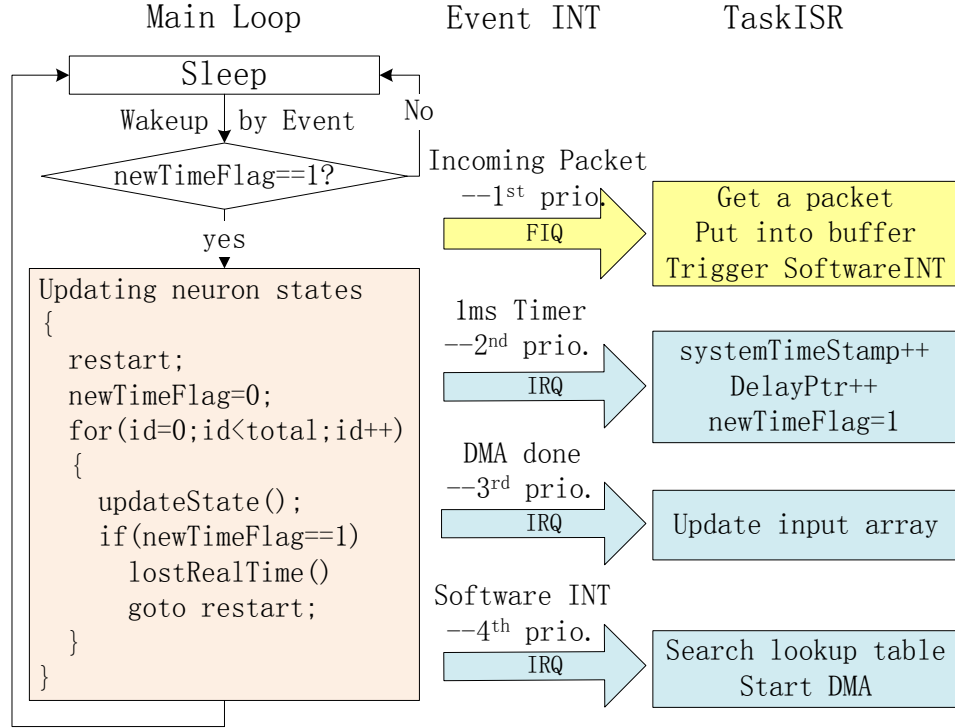 Main Loop
Event INT
TaskISR
Sleep
Wakeup by Event
No
newTimeFlag==1?
yes
Updating neuron states
{
restart;
newTimeFlag=0;
for(id=0;id<total;id++)
{
updateState();
if(newTimeFlag==1)
lostRealTime()
goto restart;
}
}
Incoming Packet
--1st prio.
FIQ
Get a packet
Put into buffer
Trigger SoftwareINT
1ms Timer
--2nd prio.
IRQ
systemTimeStamp++
DelayPtr++
newTimeFlag=1
DMA done
--3rd prio.
IRQ
Update input array
Software INT
--4th prio.
IRQ
Search lookup table
Start DMA